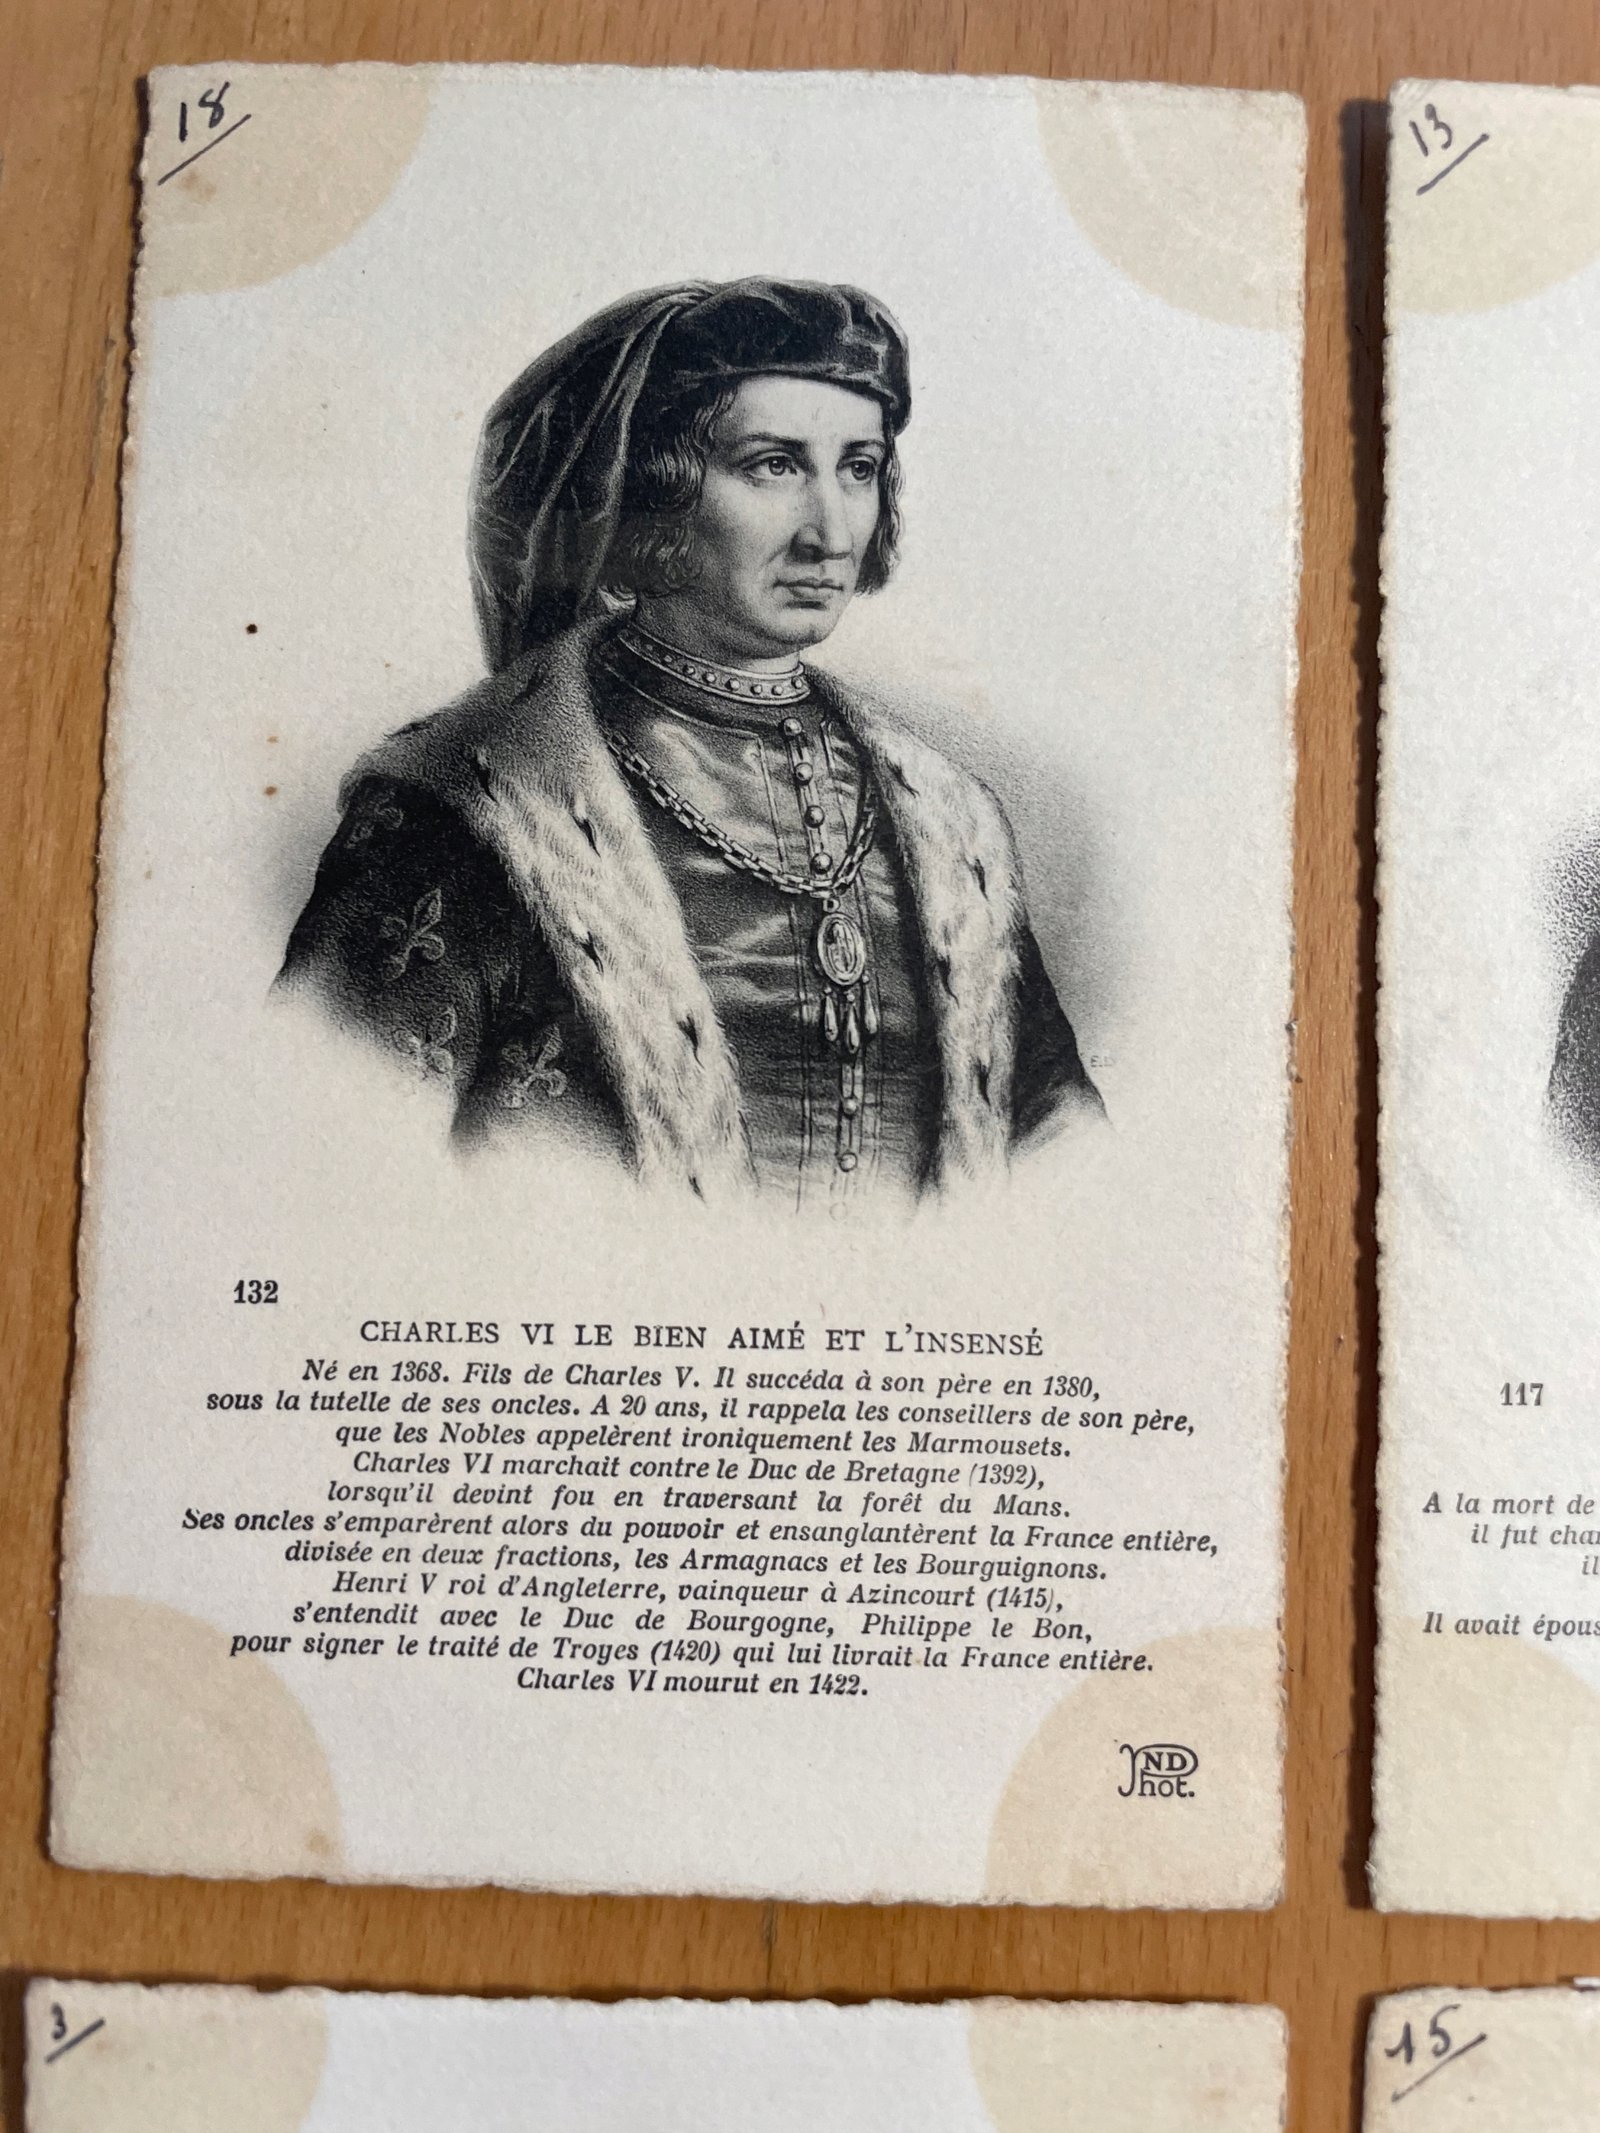 18
13
132
CHARLES VI LE BIEN AIMÉ ET L'INSENSÉ
Né en 1368. Fils de Charles V. Il succéda à son père en 1380,
sous la tutelle de ses oncles. A 20 ans, il rappela les conseillers de son père,
que les Nobles appelèrent ironiquement les Marmousets.
Charles VI marchait contre le Duc de Bretagne (1392),
lorsqu'il devint fou en traversant la forêt du Mans.
Ses oncles s'emparèrent alors du pouvoir et ensanglantèrent la France entière,
divisée en deux fractions, les Armagnacs et les Bourguignons.
Henri V roi d'Angleterre, vainqueur à Azincourt (1415),
s'entendit avec le Duc de Bourgogne, Philippe le Bon,
pour signer le traité de Troyes (1420) qui lui livrait la France entière.
Charles VI mourut en 1422.
ND
Phot.
117
A la mort de
il fut
il
Il avait
3
15